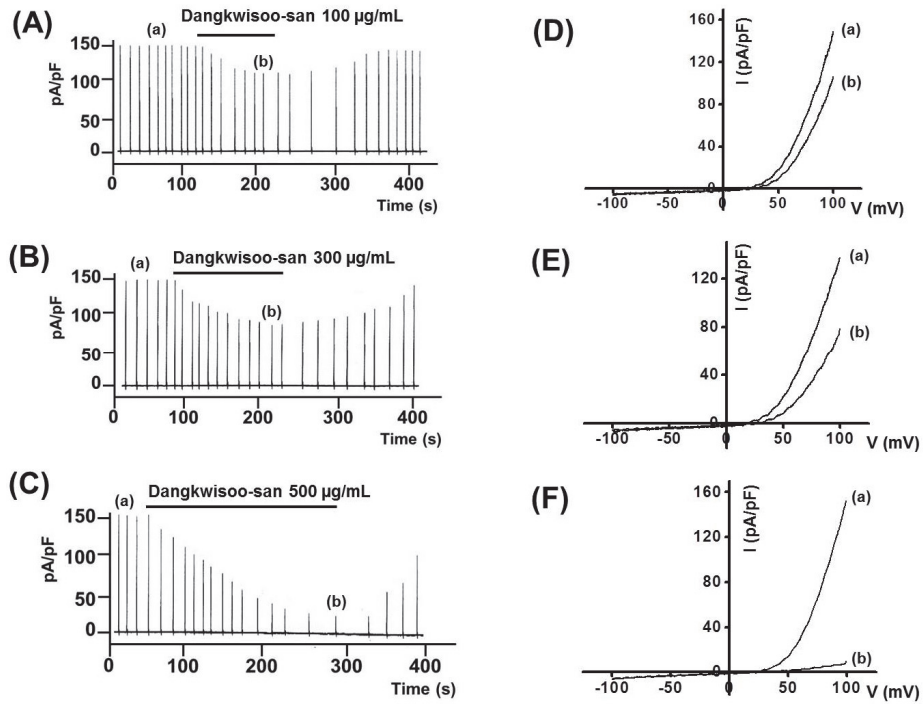 (A)
Dangkwisoo-san 100 µg/mL
(a)
(b)
pA/pF
150
100
50
0
0 100 200 300 400
Time (s)
(B)
Dangkwisoo-san 300 µg/mL
(a)
(b)
pA/pF
150
100
50
0
0 100 200 300 400
Time (s)
(C)
Dangkwisoo-san 500 µg/mL
(a)
(b)
pA/pF
150
100
50
0
0 100 200 300 400
Time (s)
(D)
I (pA/pF)
160
120
80
40
0
(a)
(b)
-100 -50 0 50 100
V (mV)
(E)
I (pA/pF)
120
80
40
0
(a)
(b)
-100 -50 0 50 100
V (mV)
(F)
I (pA/pF)
160
120
80
40
0
(a)
(b)
-100 -50 0 50 100
V (mV)